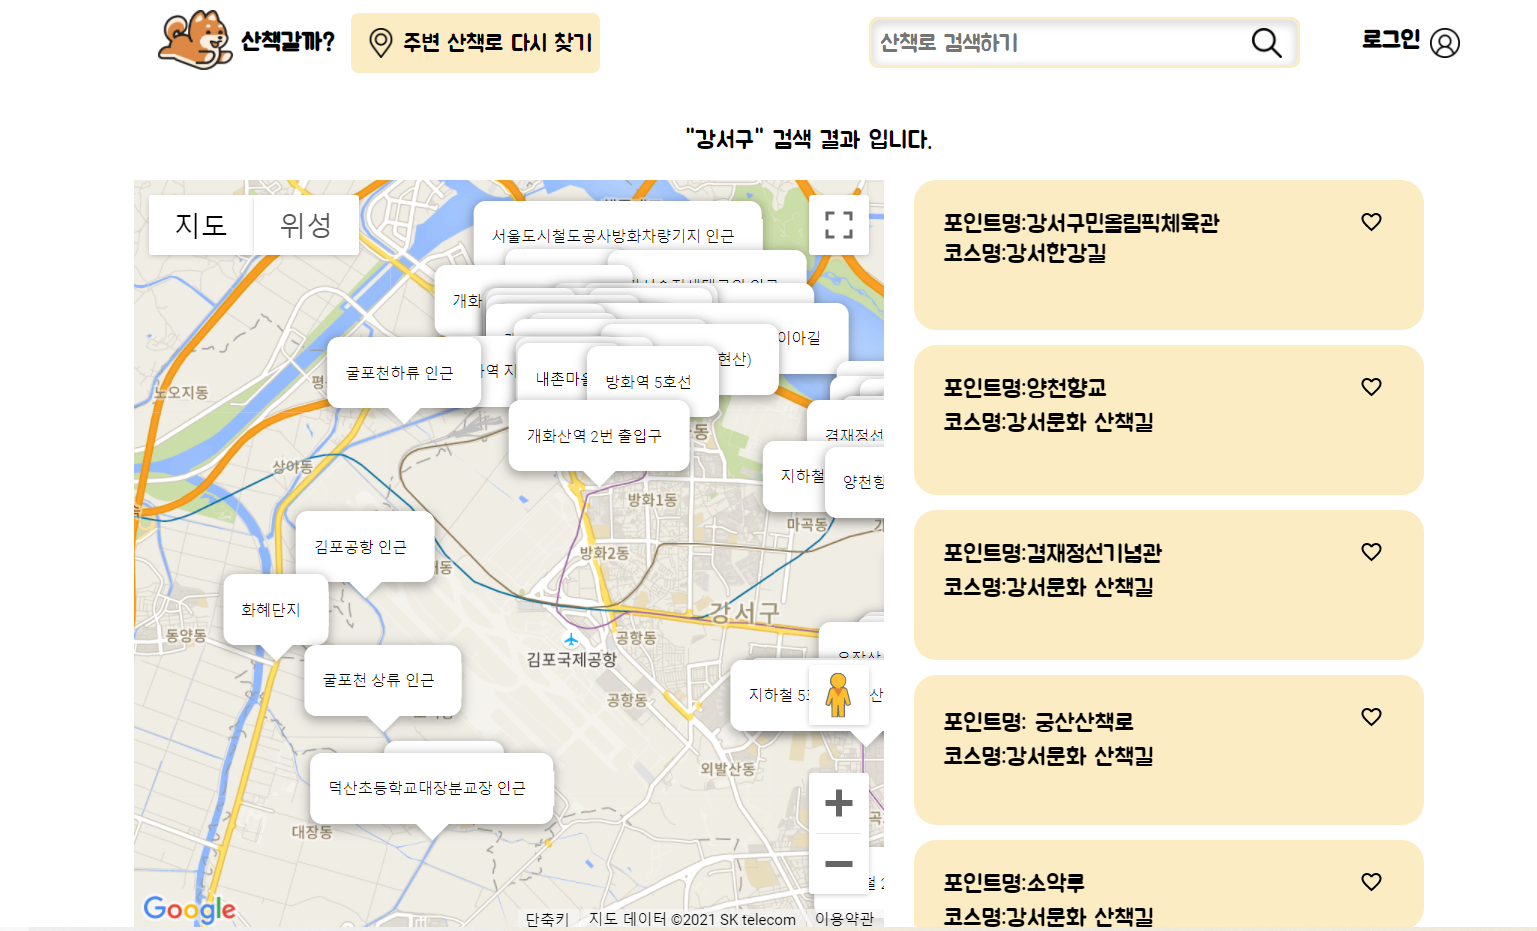 산책갈까?
주변 산책로 다시 찾기
산책로 검색하기
로그인
"강서구" 검색 결과 입니다.
지도
위성
서울도시철도공사방화차량기지 인근
개화
이아길
굴포천하류 인근
현산)
내촌마을
방화역 5호선
개화산역 2번 출입구
노오지동
겸재정선
지하철
양천향
상야동
방화1동
마곡동
방화2동
김포공항 인근
화혜단지
강서구
동양동
공항동
김포국제공항
굴포천 상류 인근
지하철 5호
공항동
외발산동
덕산초등학교대장분교장 인근
대장동
Google
단축키
지도 데이터 ©2021 SK telecom
이용약관
포인트명:강서구민올림픽체육관
코스명:강서한강길
포인트명:양천향교
코스명:강서문화 산책길
포인트명:겸재정선기념관
코스명:강서문화 산책길
포인트명: 궁산산책로
코스명:강서문화 산책길
포인트명:소악루
코스명:강서문화 산책길